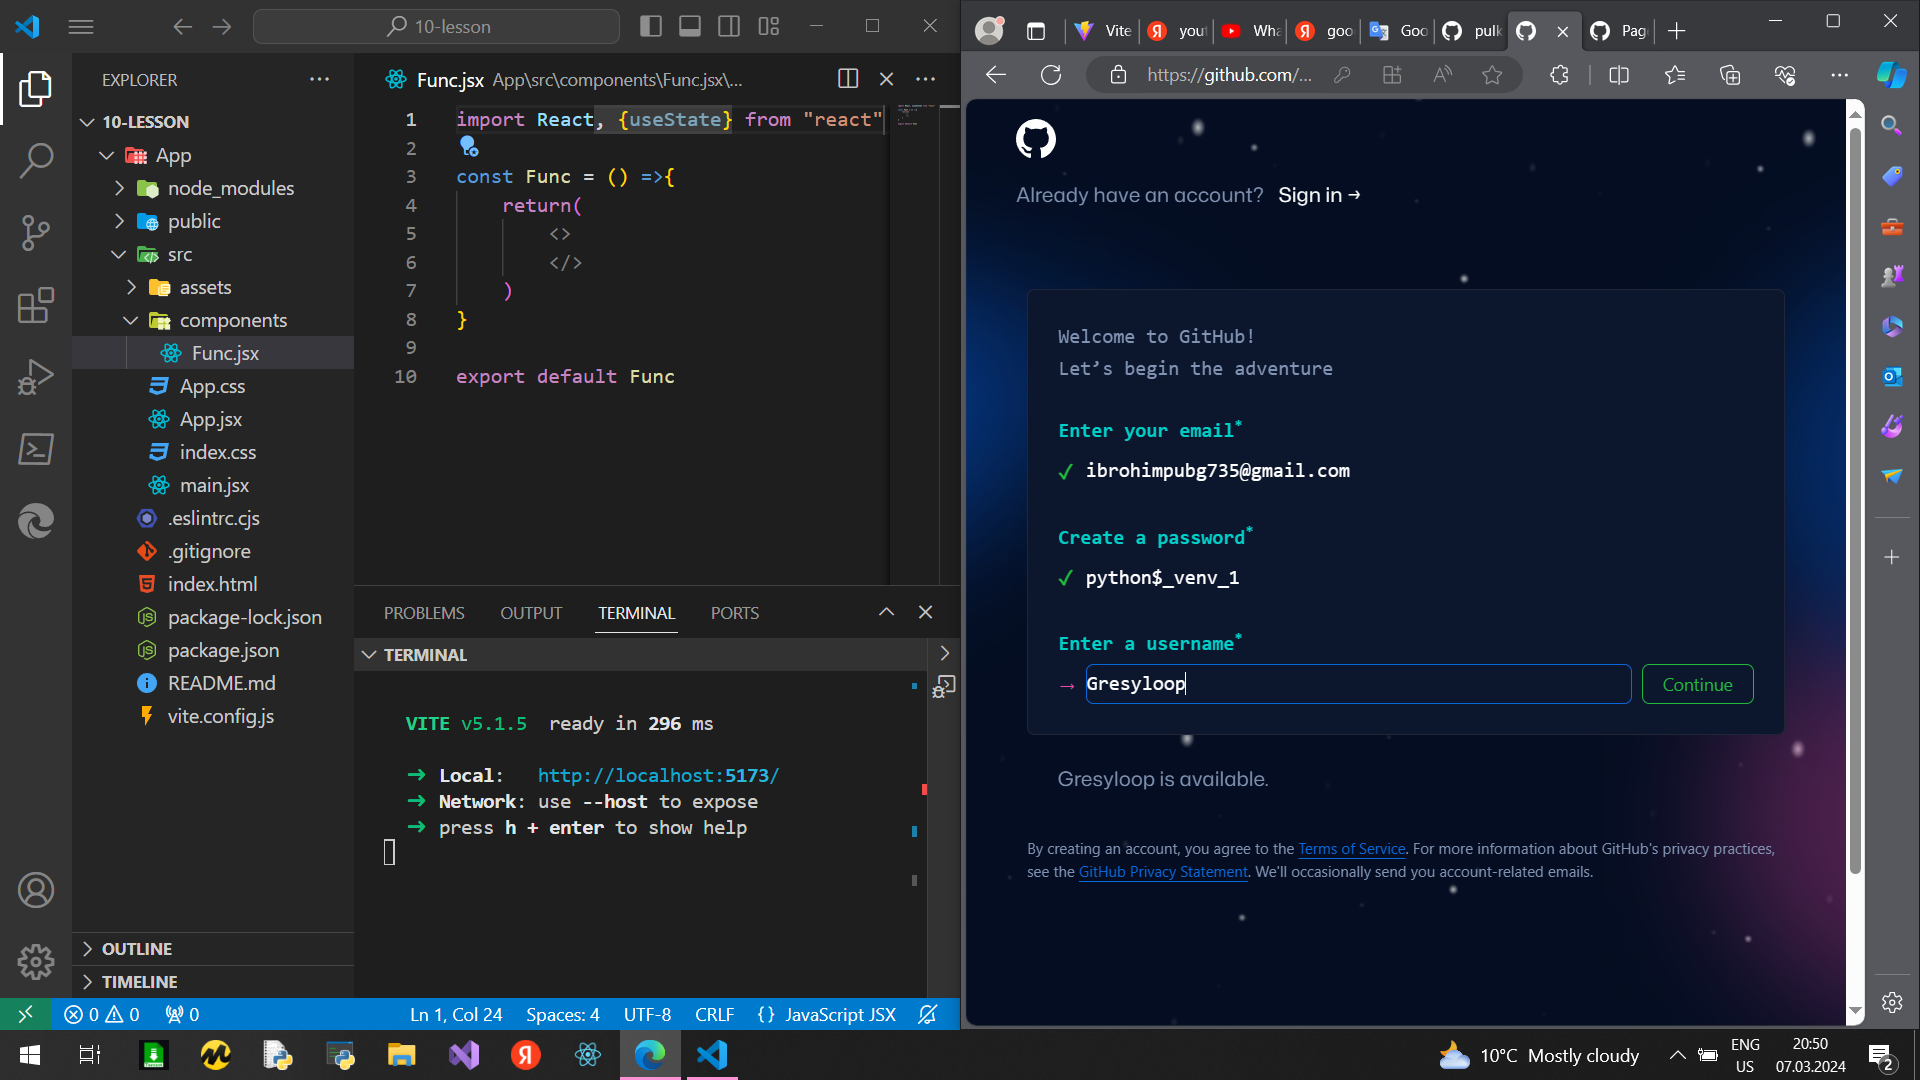 10-lesson
EXPLORER
10-LESSON
App
node_modules
public
src
assets
components
Func.jsx
App.css
App.jsx
index.css
main.jsx
.eslintrc.cjs
.gitignore
index.html
package-lock.json
package.json
README.md
vite.config.js
OUTLINE
TIMELINE
Func.jsx App\src\components\Func.jsx\...
1 import React, {useState} from "react"
2
3 const Func = () =>{
4 return(
5 <>
6 </>
7 )
8 }
9
10 export default Func
PROBLEMS OUTPUT TERMINAL PORTS
TERMINAL
VITE v5.1.5 ready in 296 ms
➜ Local: http://localhost:5173/
➜ Network: use --host to expose
➜ press h + enter to show help
0 0 0
Ln 1, Col 24 Spaces: 4 UTF-8 CRLF {} JavaScript JSX
Vite
you
Wha
goo
Goo
pulk
Pag
https://github.com/...
Already have an account? Sign in →
Welcome to GitHub!
Let’s begin the adventure
Enter your email*
✓ ibrohimpubg735@gmail.com
Create a password*
✓ python$_venv_1
Enter a username*
→ Gresyloop Continue
Gresyloop is available.
By creating an account, you agree to the Terms of Service. For more information about GitHub's privacy practices,
see the GitHub Privacy Statement. We'll occasionally send you account-related emails.
10°C Mostly cloudy
ENG
US
20:50
07.03.2024
2